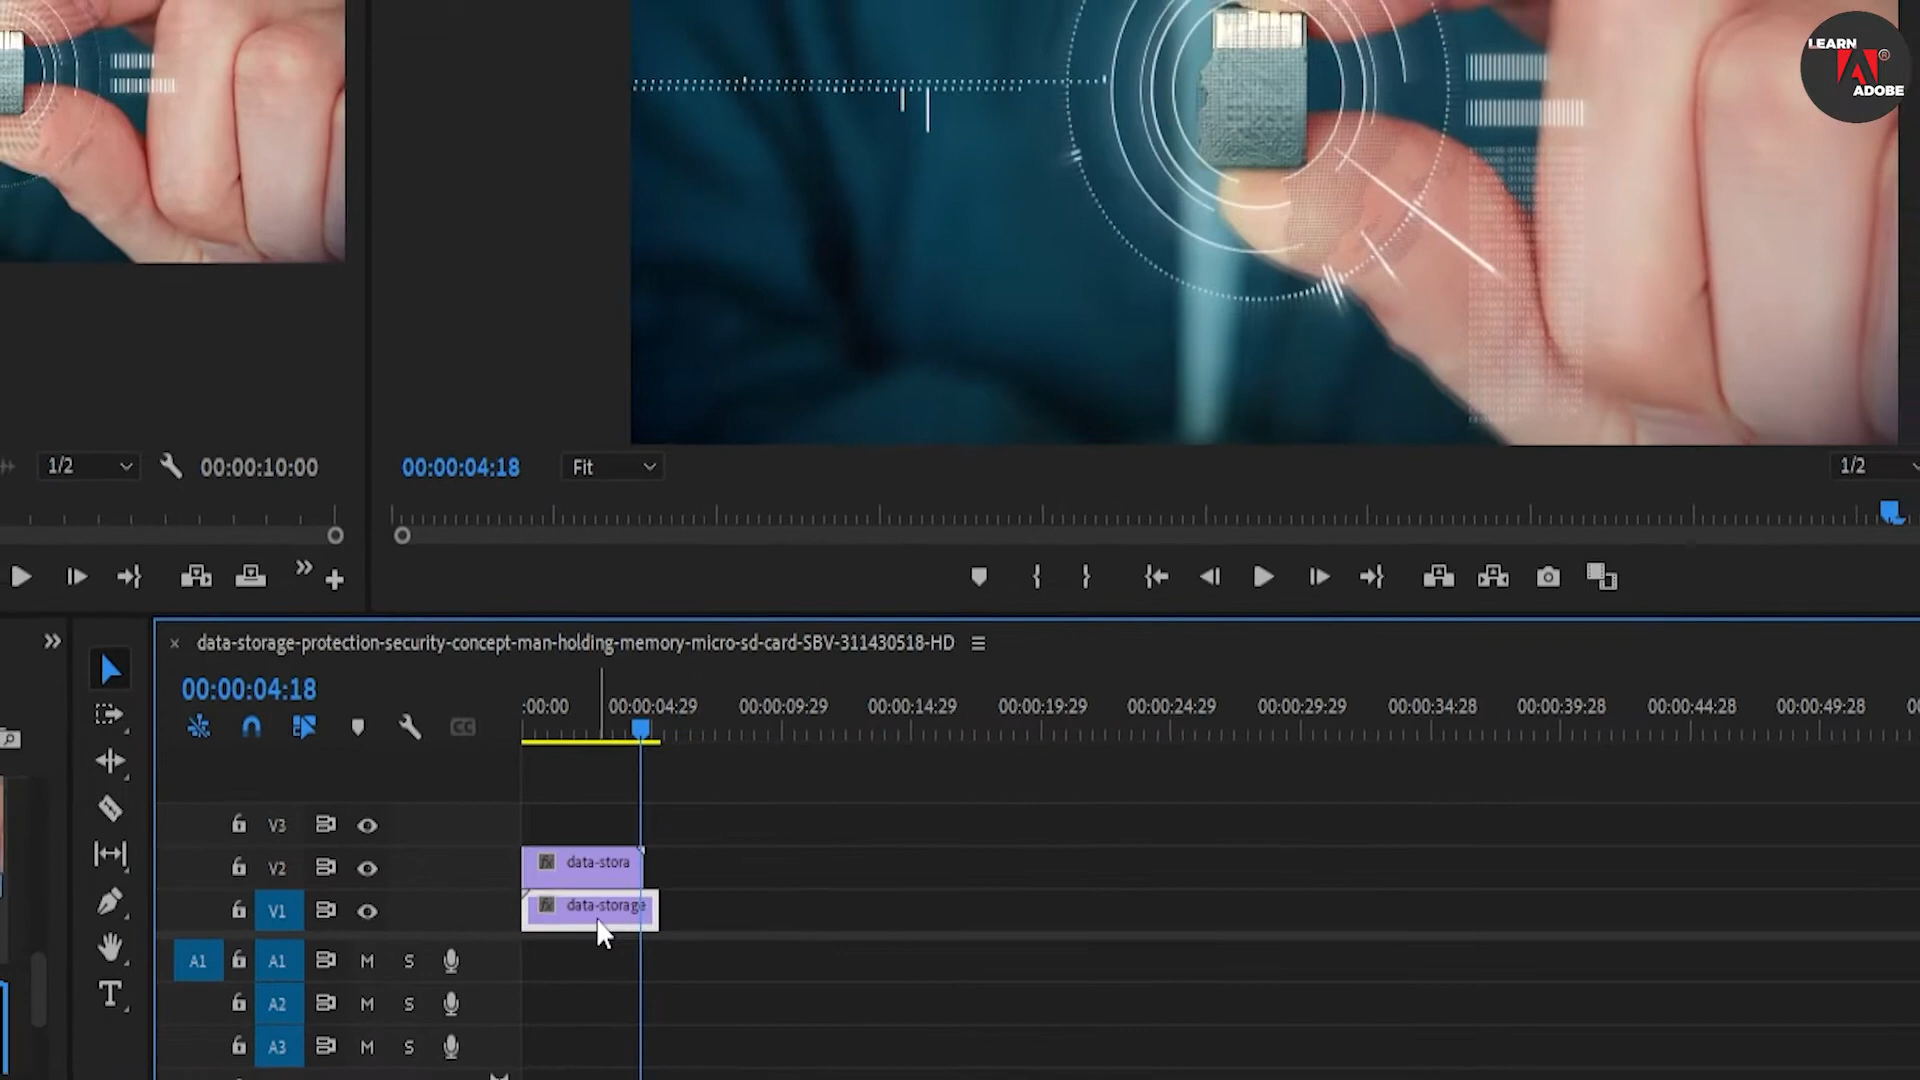 LEARN
ADOBE
1/2
00:00:10:00
00:00:04:18
Fit
1/2
data-storage-protection-security-concept-man-holding-memory-micro-sd-card-SBV-311430518-HD
00:00:04:18
:00:00
00:00:04:29
00:00:09:29
00:00:14:29
00:00:19:29
00:00:24:29
00:00:29:29
00:00:34:28
00:00:39:28
00:00:44:28
00:00:49:28
CC
V3
V2
fx data-stora
V1
fx data-storage
A1 A1 M S
A2 M S
A3 M S